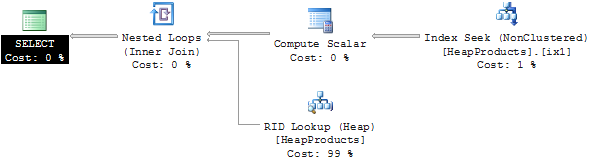 SELECT
Cost: 0 %
Nested Loops
(Inner Join)
Cost: 0 %
Compute Scalar
Cost: 0 %
Index Seek (NonClustered)
[HeapProducts].[ix1]
Cost: 1 %
RID Lookup (Heap)
[HeapProducts]
Cost: 99 %